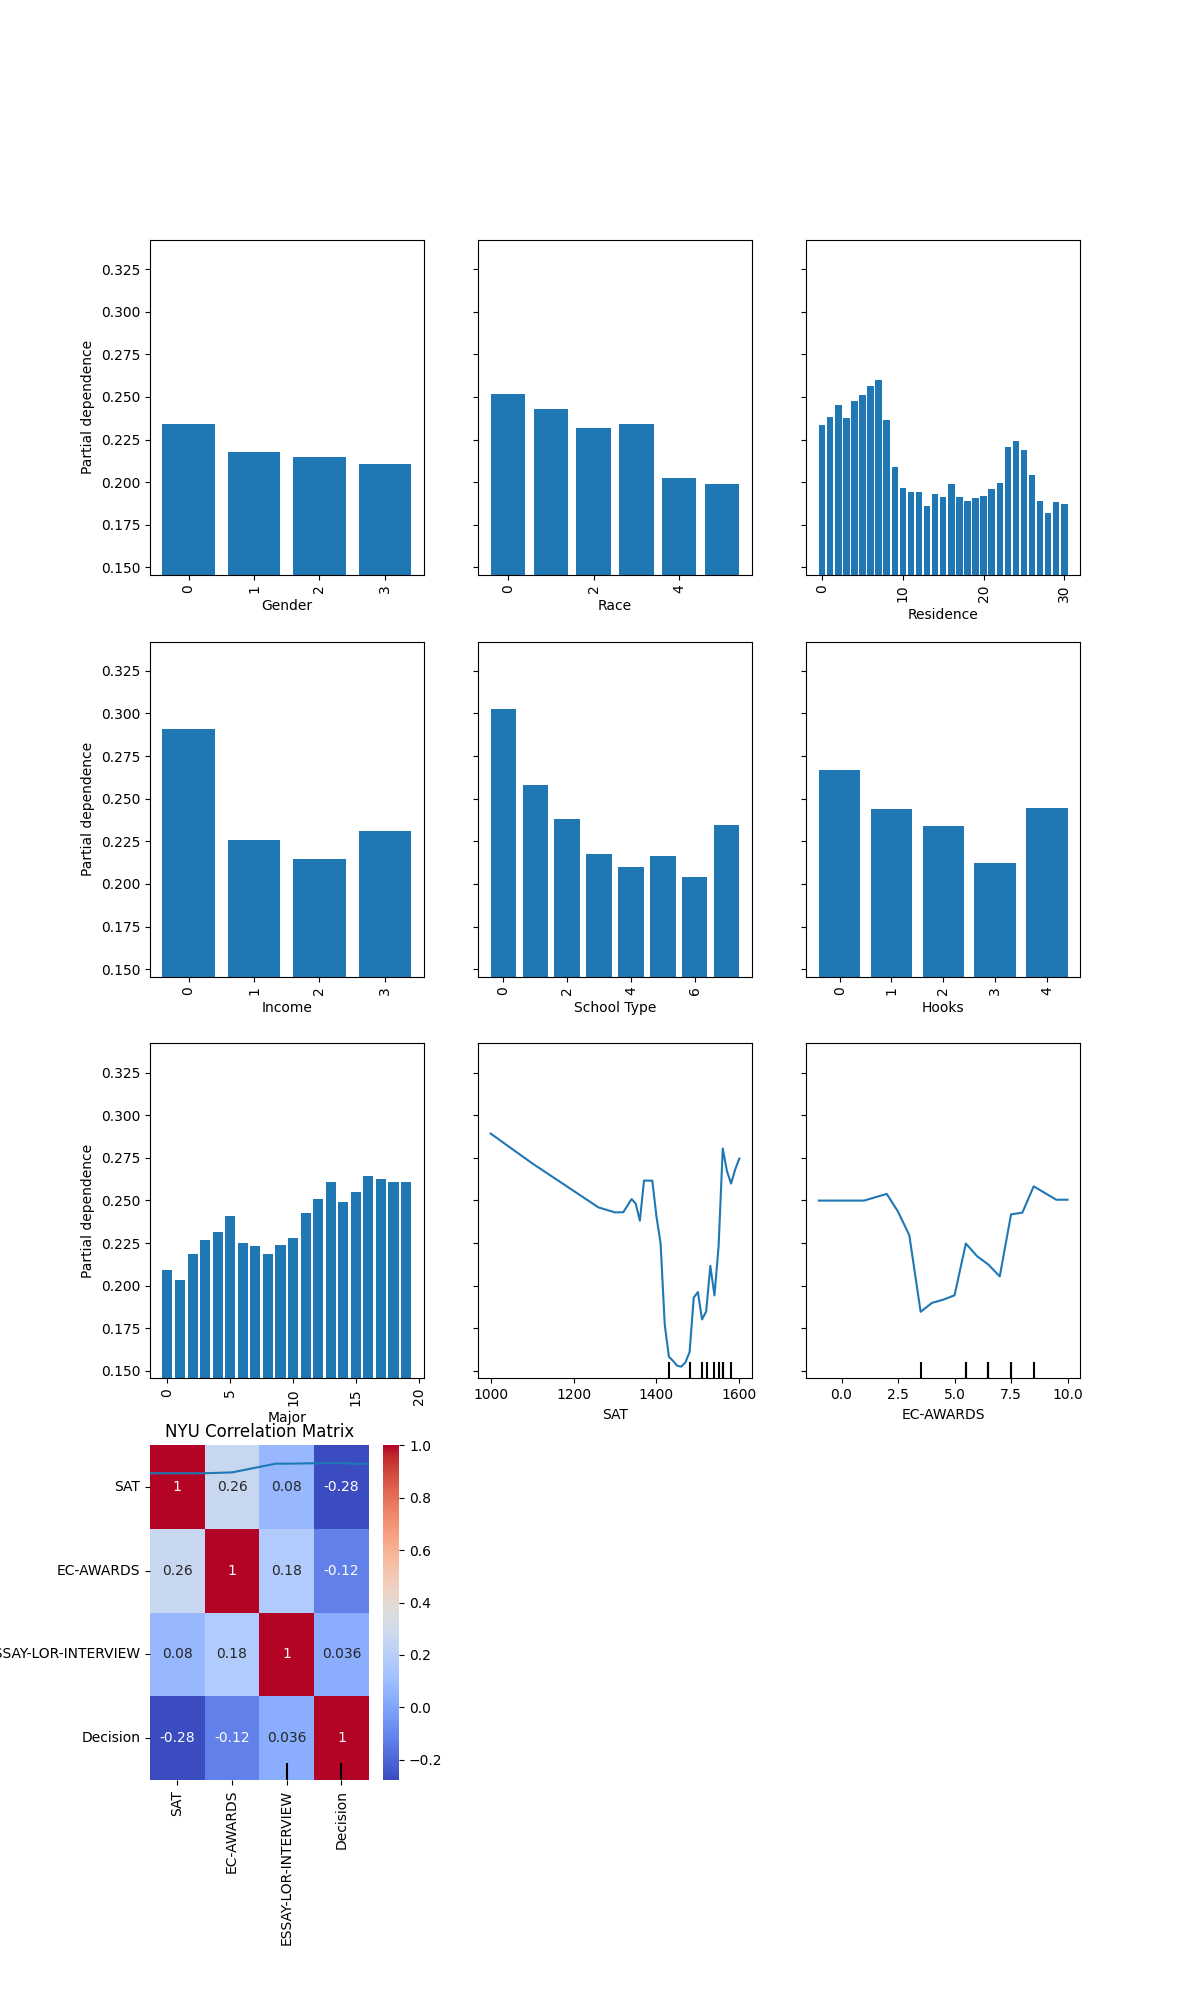 0.325
0.300
0.275
0.250
0.225
0.200
0.175
0.150
Partial dependence
0 1 2 3
Gender
0 2 4
Race
0 10 20 30
Residence
0.325
0.300
0.275
0.250
0.225
0.200
0.175
0.150
Partial dependence
0 1 2 3
Income
0 2 4 6
School Type
0 1 2 3 4
Hooks
0.325
0.300
0.275
0.250
0.225
0.200
0.175
0.150
Partial dependence
0 5 10 15 20
Major
1000 1200 1400 1600
SAT
0.0 2.5 5.0 7.5 10.0
EC-AWARDS
NYU Correlation Matrix
SAT 1 0.26 0.08 -0.28
EC-AWARDS 0.26 1 0.18 -0.12
SSAY-LOR-INTERVIEW 0.08 0.18 1 0.036
Decision -0.28 -0.12 0.036 1
SAT
EC-AWARDS
ESSAY-LOR-INTERVIEW
Decision
1.0
0.8
0.6
0.4
0.2
0.0
−0.2